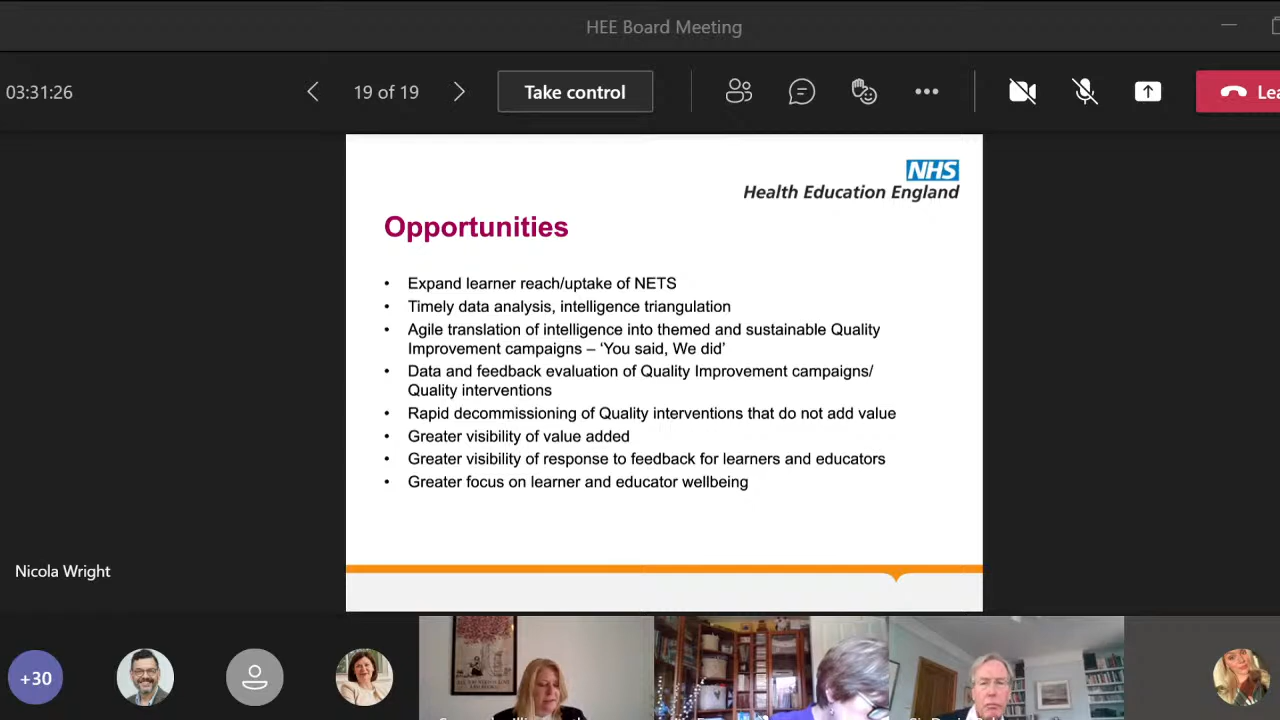 HEE Board Meeting
03:31:26
19 of 19
Take control
Lea
NHS
Health Education England
Opportunities
• Expand learner reach/uptake of NETS
• Timely data analysis, intelligence triangulation
• Agile translation of intelligence into themed and sustainable Quality
Improvement campaigns – ‘You said, We did’
• Data and feedback evaluation of Quality Improvement campaigns/
Quality interventions
• Rapid decommissioning of Quality interventions that do not add value
• Greater visibility of value added
• Greater visibility of response to feedback for learners and educators
• Greater focus on learner and educator wellbeing
Nicola Wright
+30